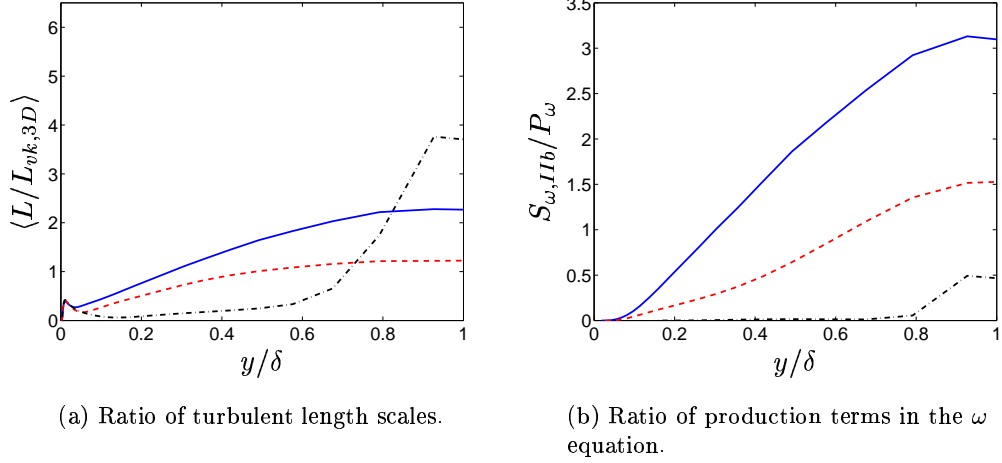 6
5
4
3
2
1
0
0 0.2 0.4 0.6 0.8 1
⟨L/L_{vk,3D}⟩
y/δ
(a) Ratio of turbulent length scales.
3.5
3
2.5
2
1.5
1
0.5
0
0 0.2 0.4 0.6 0.8 1
S_{ω,IIb}/P_ω
y/δ
(b) Ratio of production terms in the ω
equation.